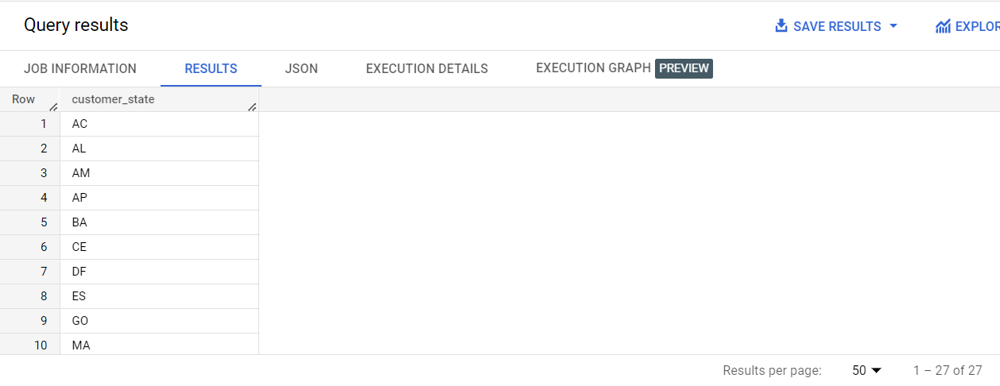 Query results
SAVE RESULTS
EXPLOR
JOB INFORMATION RESULTS JSON EXECUTION DETAILS EXECUTION GRAPH PREVIEW
Row customer_state
1 AC
2 AL
3 AM
4 AP
5 BA
6 CE
7 DF
8 ES
9 GO
10 MA
Results per page: 50 1 – 27 of 27